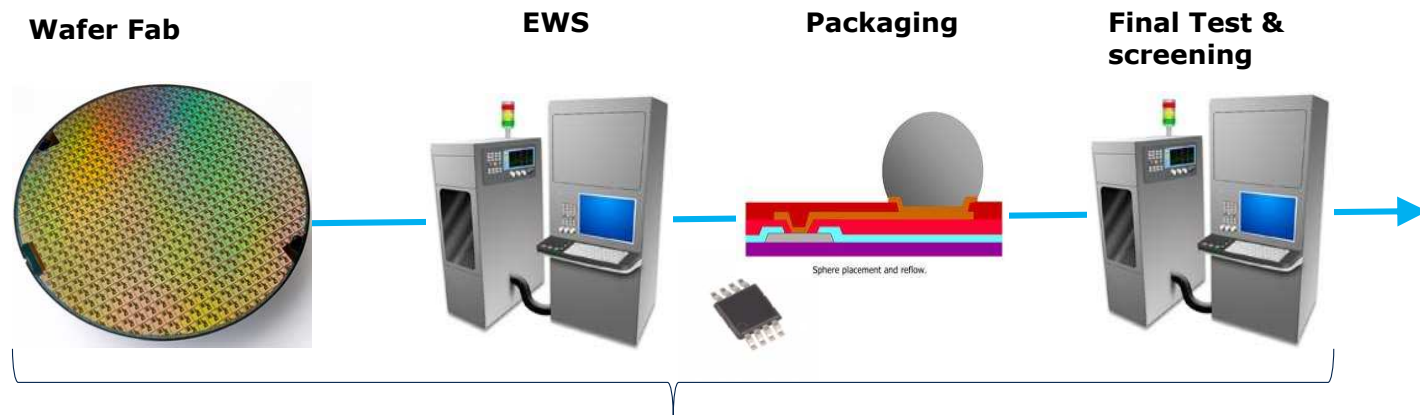 Wafer Fab
EWS
Packaging
Final Test &
screening
Sphere placement and reflow.